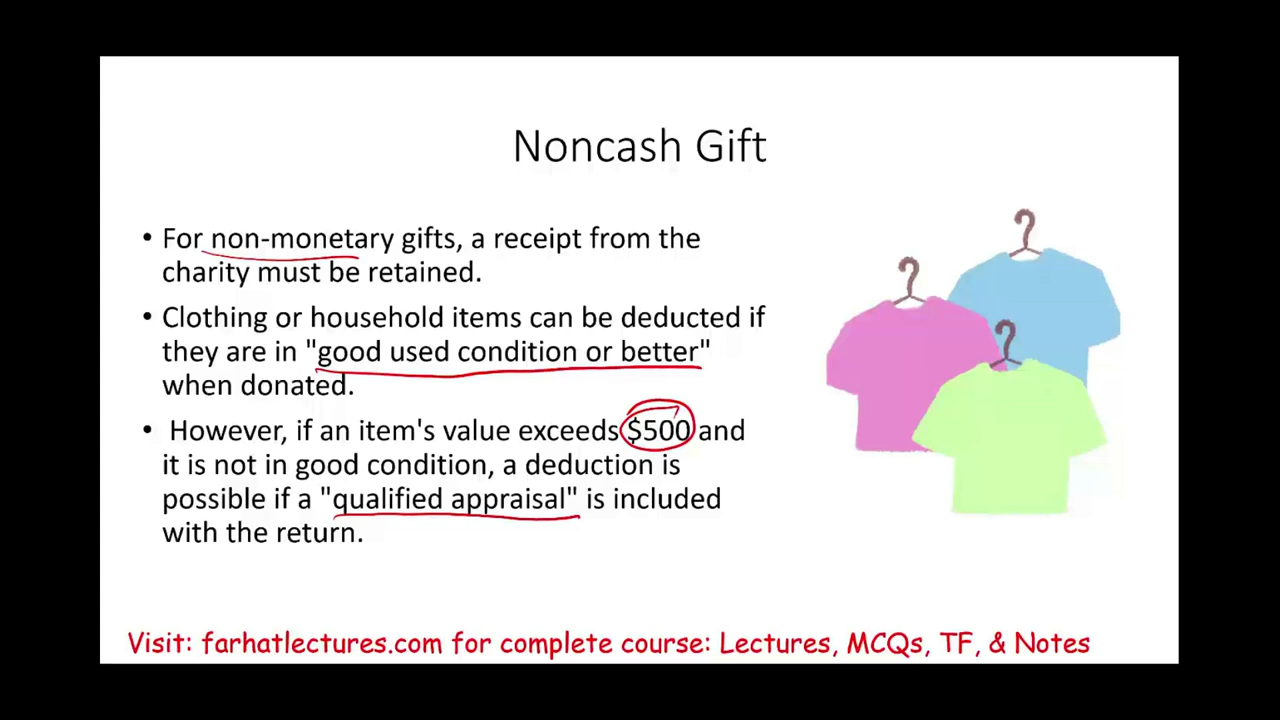 Noncash Gift
• For non-monetary gifts, a receipt from the
charity must be retained.
• Clothing or household items can be deducted if
they are in "good used condition or better"
when donated.
• However, if an item's value exceeds $500 and
it is not in good condition, a deduction is
possible if a "qualified appraisal" is included
with the return.
Visit: farhatlectures.com for complete course: Lectures, MCQs, TF, & Notes